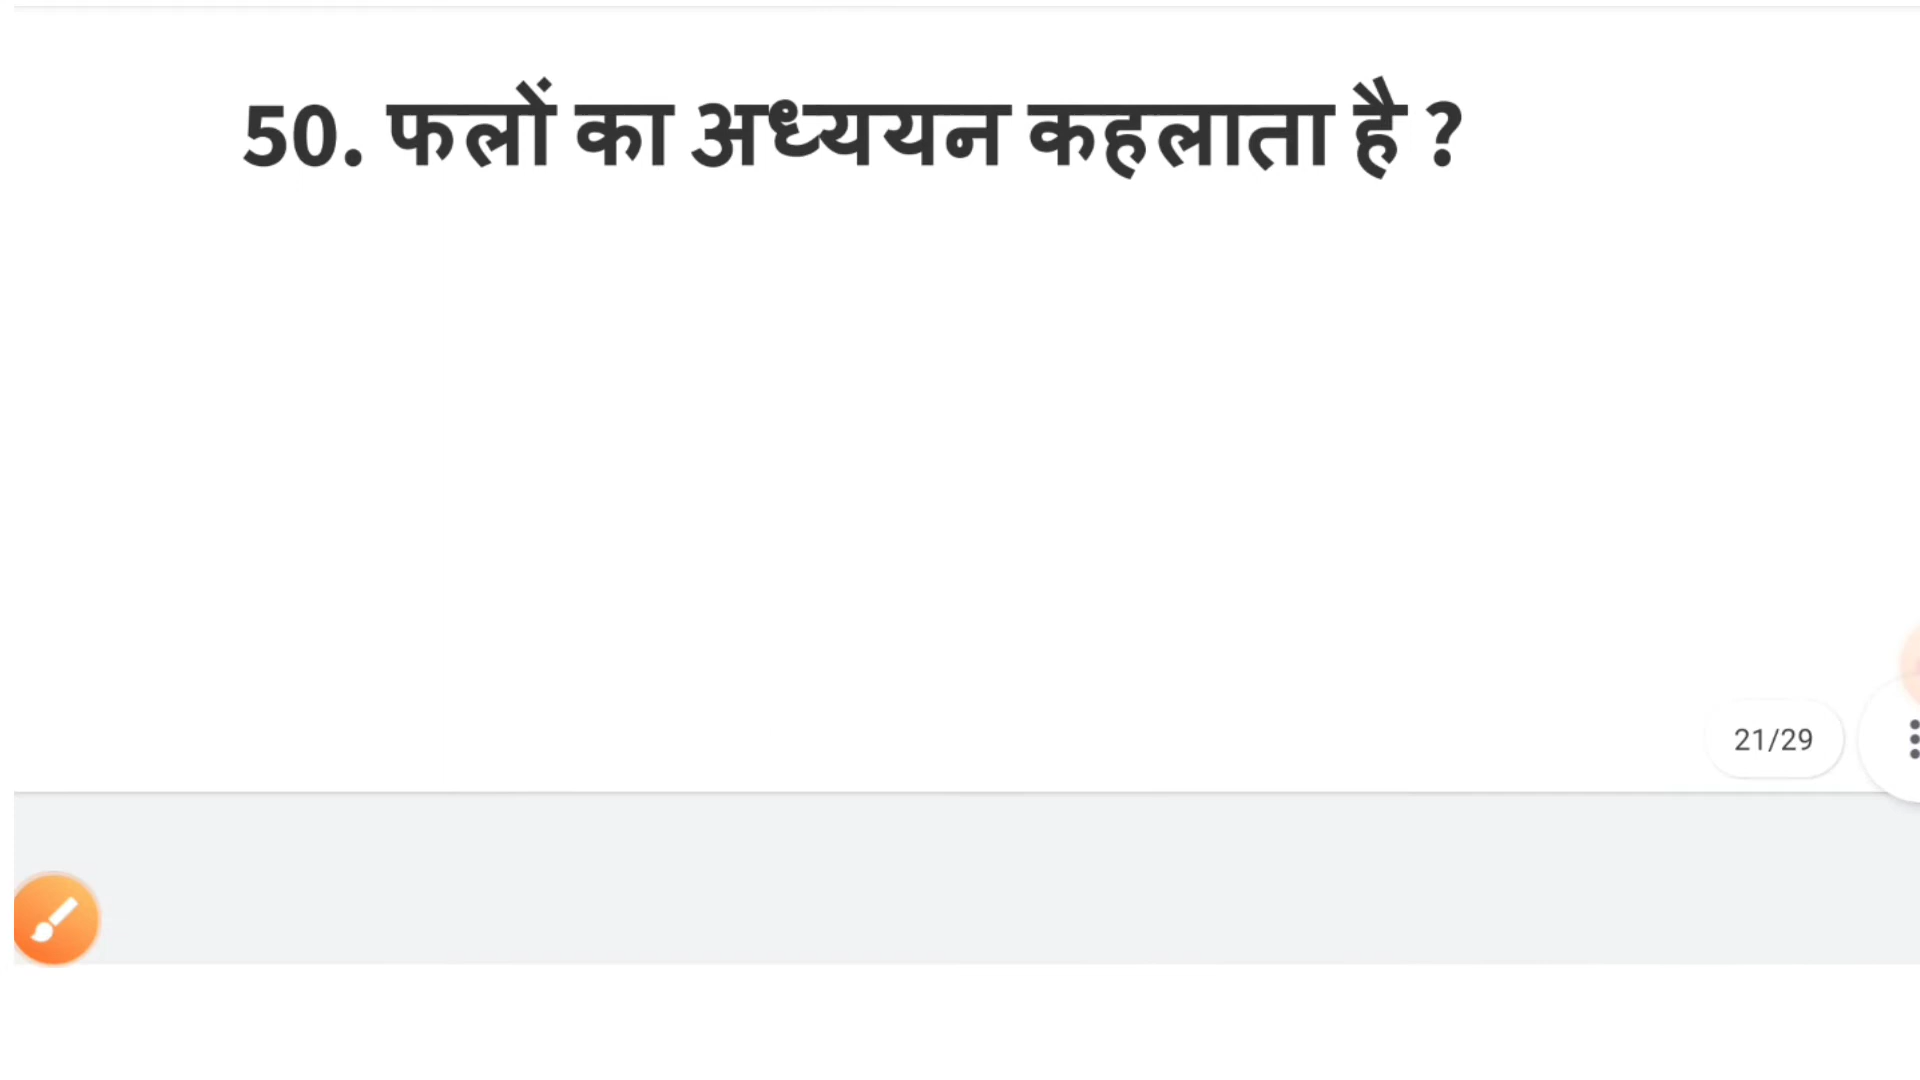 50. फलों का अध्ययन कहलाता है ?
21/29